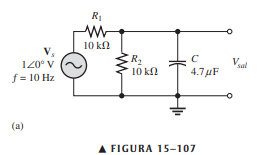 R1
10 kΩ
Vs
1∠0° V
f = 10 Hz
R2
10 kΩ
C
4.7 μF
Vsal
(a)
▲ FIGURA 15–107